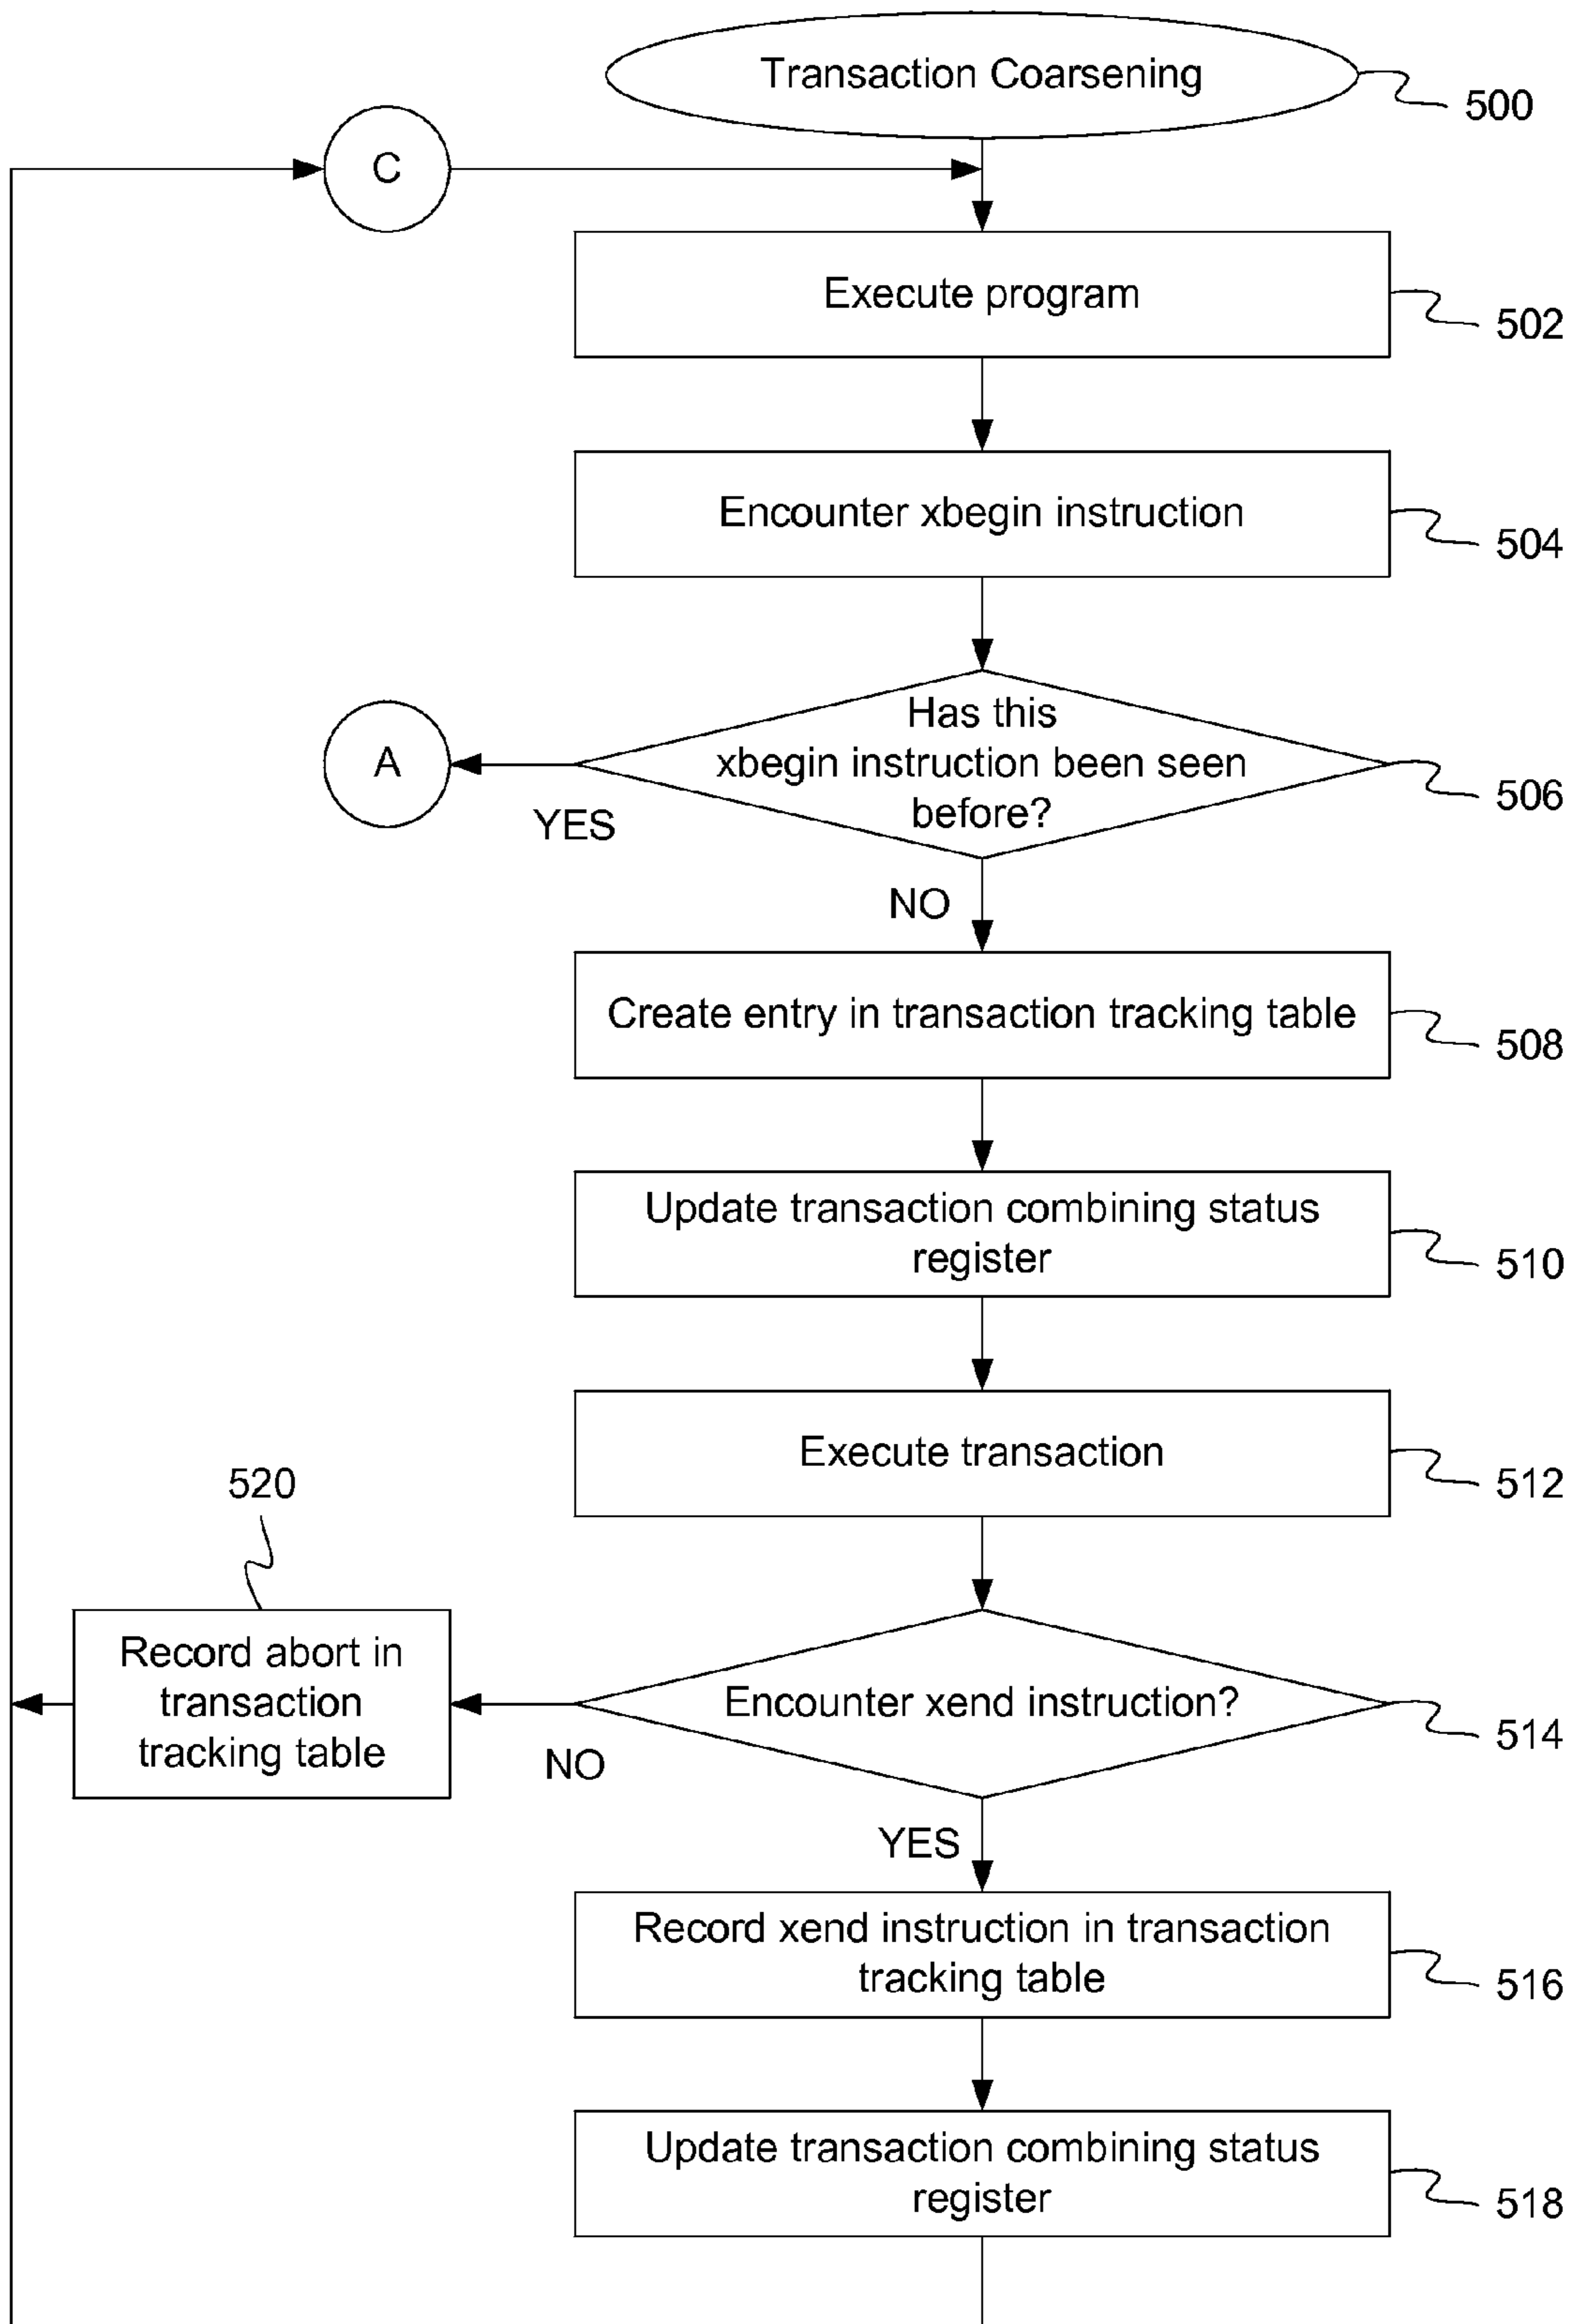 Transaction Coarsening
500
C
Execute program
502
Encounter xbegin instruction
504
Has this
xbegin instruction been seen
before?
506
A
YES
NO
Create entry in transaction tracking table
508
Update transaction combining status
register
510
Execute transaction
512
520
Record abort in
transaction
tracking table
Encounter xend instruction?
514
NO
YES
Record xend instruction in transaction
tracking table
516
Update transaction combining status
register
518